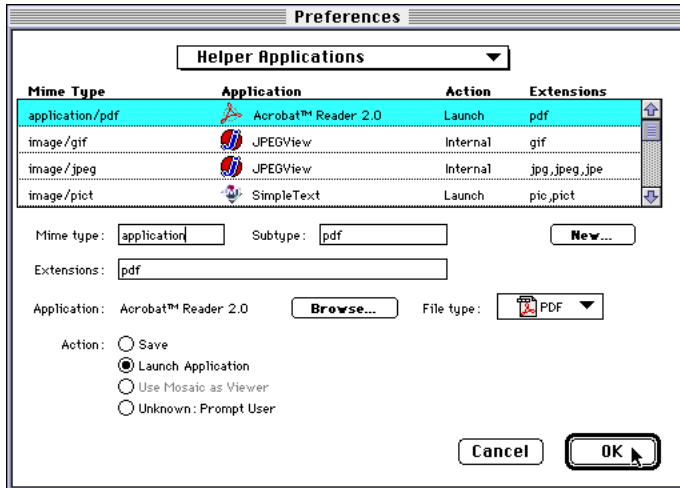 Preferences
Helper Applications
Mime Type Application Action Extensions
application/pdf Acrobat™ Reader 2.0 Launch pdf
image/gif JPEGView Internal gif
image/jpeg JPEGView Internal jpg,jpeg,jpe
image/pict SimpleText Launch pic,pict
Mime type: application Subtype: pdf New...
Extensions: pdf
Application: Acrobat™ Reader 2.0 Browse... File type: PDF
Action: Save
Launch Application
Use Mosaic as Viewer
Unknown: Prompt User
Cancel OK